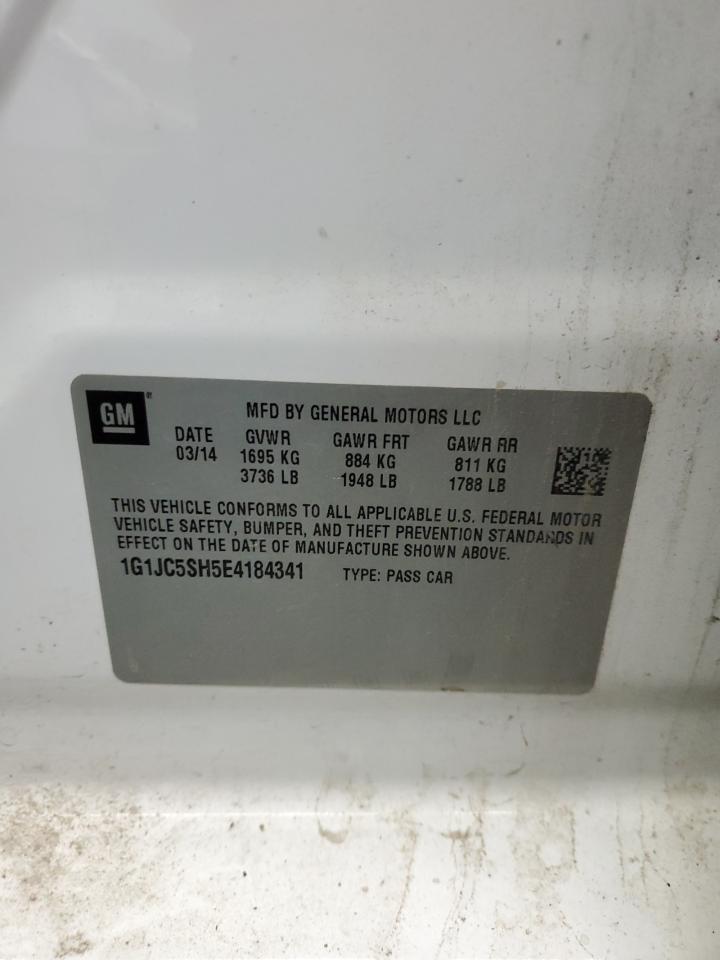 GM ®
MFD BY GENERAL MOTORS LLC
DATE GVWR GAWR FRT GAWR RR
03/14 1695 KG 884 KG 811 KG
3736 LB 1948 LB 1788 LB
THIS VEHICLE CONFORMS TO ALL APPLICABLE U.S. FEDERAL MOTOR
VEHICLE SAFETY, BUMPER, AND THEFT PREVENTION STANDARDS IN
EFFECT ON THE DATE OF MANUFACTURE SHOWN ABOVE.
1G1JC5SH5E4184341 TYPE: PASS CAR